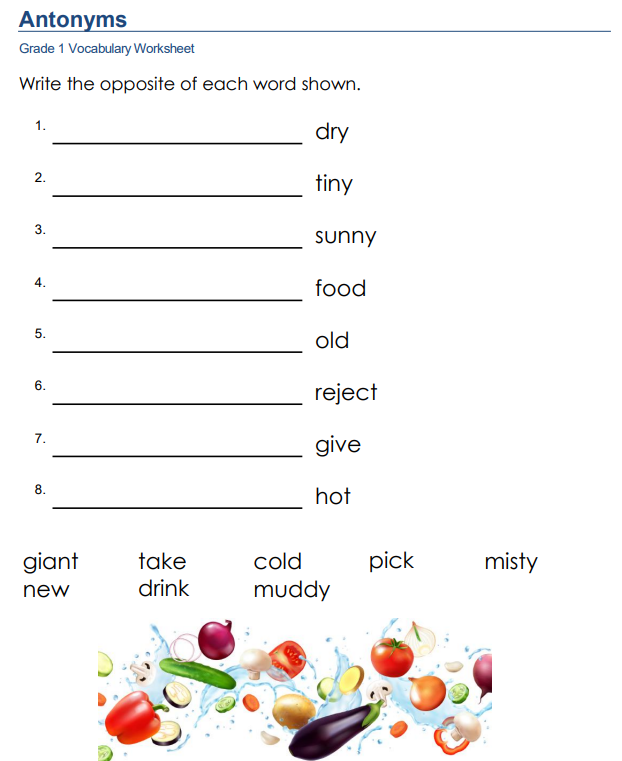 Antonyms
Grade 1 Vocabulary Worksheet
Write the opposite of each word shown.
1. dry
2. tiny
3. sunny
4. food
5. old
6. reject
7. give
8. hot
giant take cold pick misty
new drink muddy